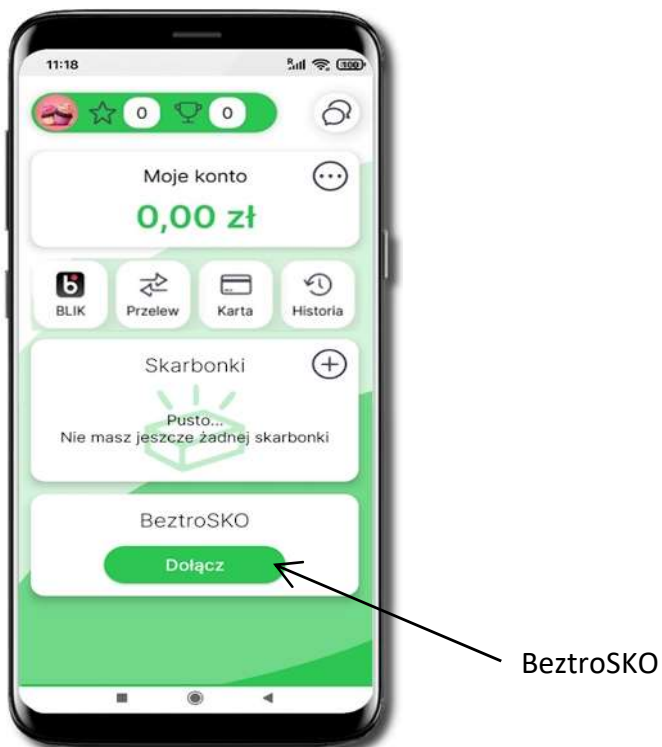 11:18
R
100
0 0
Moje konto
0,00 zł
BLIK Przelew Karta Historia
Skarbonki
Pusto...
Nie masz jeszcze żadnej skarbonki
BeztroSKO
Dołącz
BeztroSKO